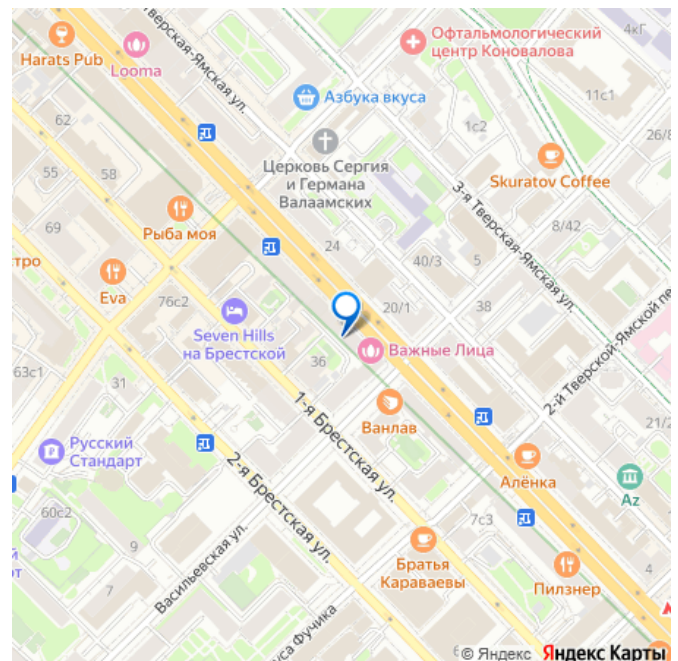 4кГ
Офтальмологический
центр Коновалова
Harats Pub
Looma
Тверская-Ямская ул.
Азбука вкуса
11с1
62
1с2
26/8
Церковь Сергия
и Германа
Валаамских
Skuratov Coffee
55
58
3-я Тверская-Ямская ул.
69
Рыба моя
24
8/42
тро
40/3
5
Eva
76с2
20/1
38
Seven Hills
на Брестской
Важные Лица
2-й Тверской-Ямской пе
36
63с1
31
Ванлав
21/2
1-я Брестская ул.
Русский
Стандарт
2-я Брестская ул.
Алёнка
Az
60с2
7с3
9
Васильевская ул.
Братья
Караваевы
Пилзнер
4
7
т
уса Фучика
6
© Яндекс Яндекс Карты